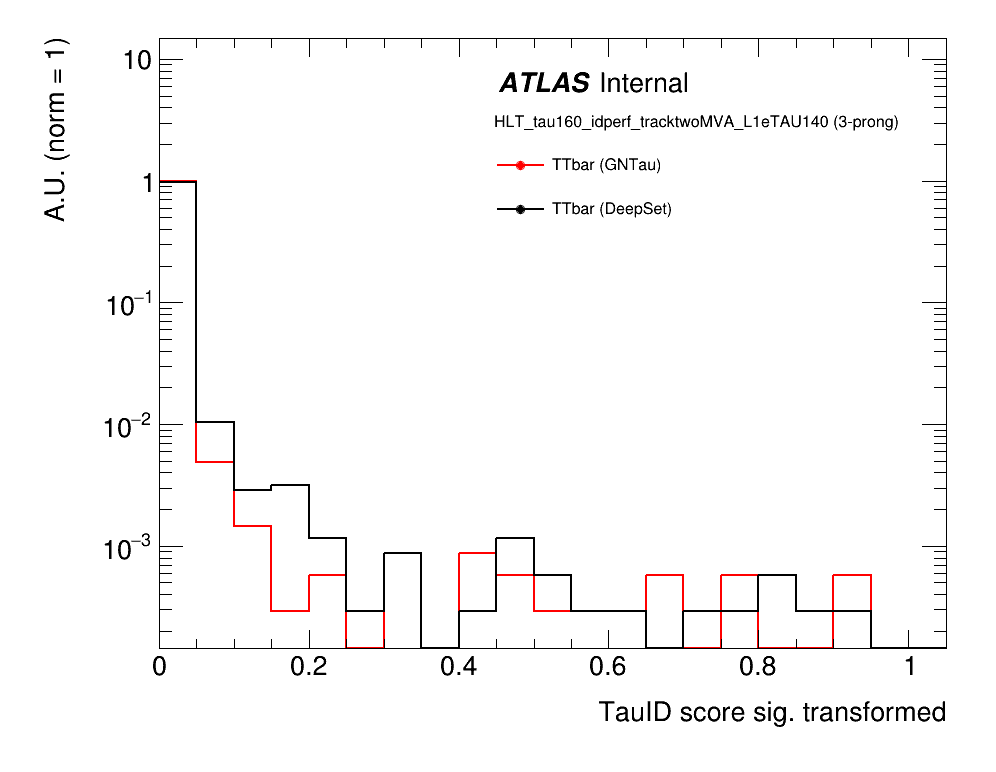 A.U. (norm = 1)
10
1
10⁻¹
10⁻²
10⁻³
ATLAS Internal
HLT_tau160_idperf_tracktwoMVA_L1eTAU140 (3-prong)
TTbar (GNTau)
TTbar (DeepSet)
0 0.2 0.4 0.6 0.8 1
TauID score sig. transformed